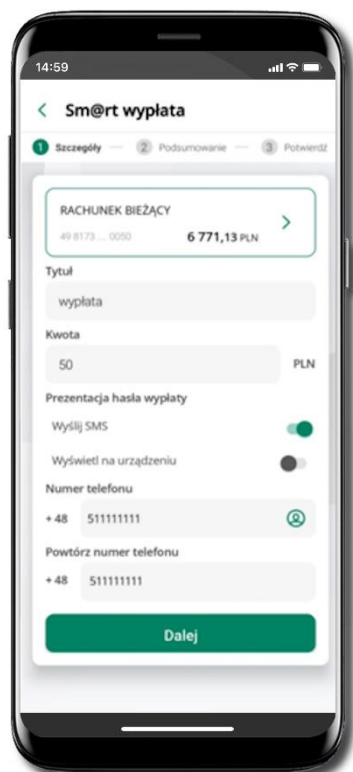 14:59
Sm@rt wypłata
1 Szczegóły 2 Podsumowanie 3 Potwierdź
RACHUNEK BIEŻĄCY
49 8173 ... 0050 6 771,13 PLN
Tytuł
wypłata
Kwota
50 PLN
Prezentacja hasła wypłaty
Wyślij SMS
Wyświetl na urządzeniu
Numer telefonu
+ 48 511111111
Powtórz numer telefonu
+ 48 511111111
Dalej